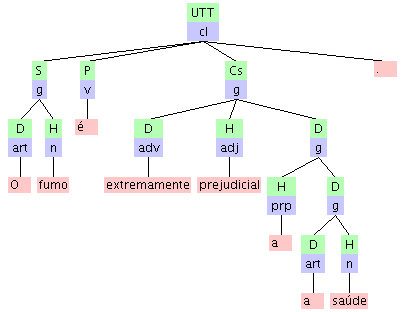 UTT
cl
S P Cs .
g v g
D H é D H D
art n adv adj g
O fumo extremamente prejudicial H D
prp g
a D H
art n
a saúde